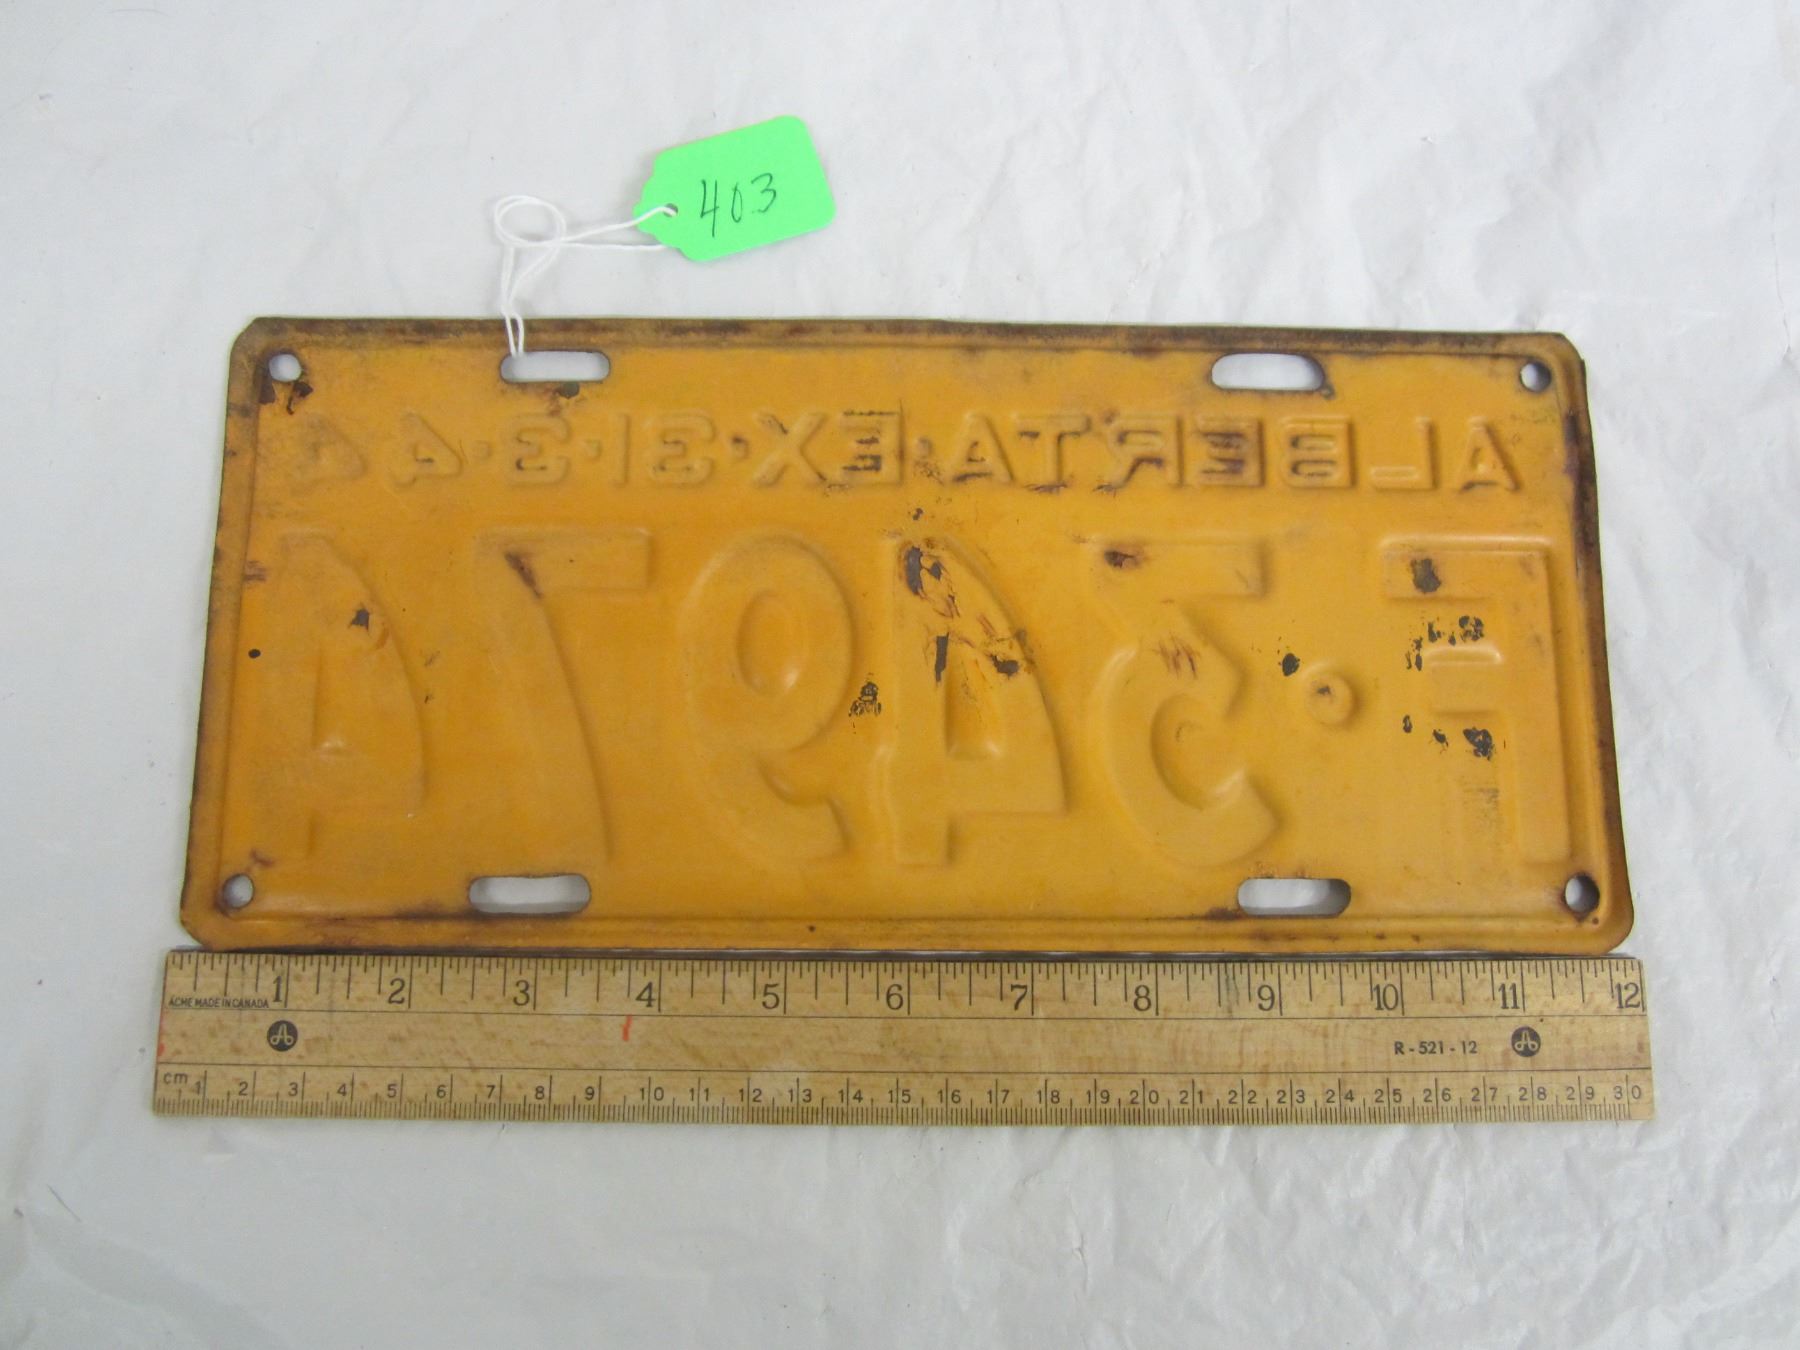 403
ALBERTA·EX·31·3·44
F·34974
1 2 3 4 5 6 7 8 9 10 11 12
ACME MADE IN CANADA
R-521-12
cm 1 2 3 4 5 6 7 8 9 10 11 12 13 14 15 16 17 18 19 20 21 22 23 24 25 26 27 28 29 30